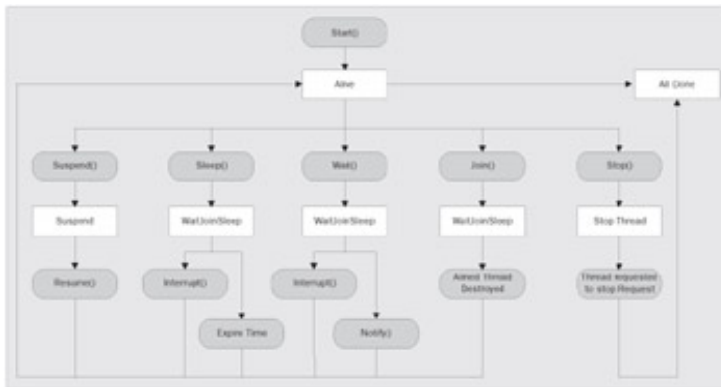 Start()
Alive
All Done
Suspend()
Sleep()
Wait()
Join()
Stop()
Suspend
WaitJoinSleep
WaitJoinSleep
WaitJoinSleep
Stop Thread
Resume()
Interrupt()
Interrupt()
Thread
Destroyed
Thread requested
to stop Request
Expire Time
Notify()